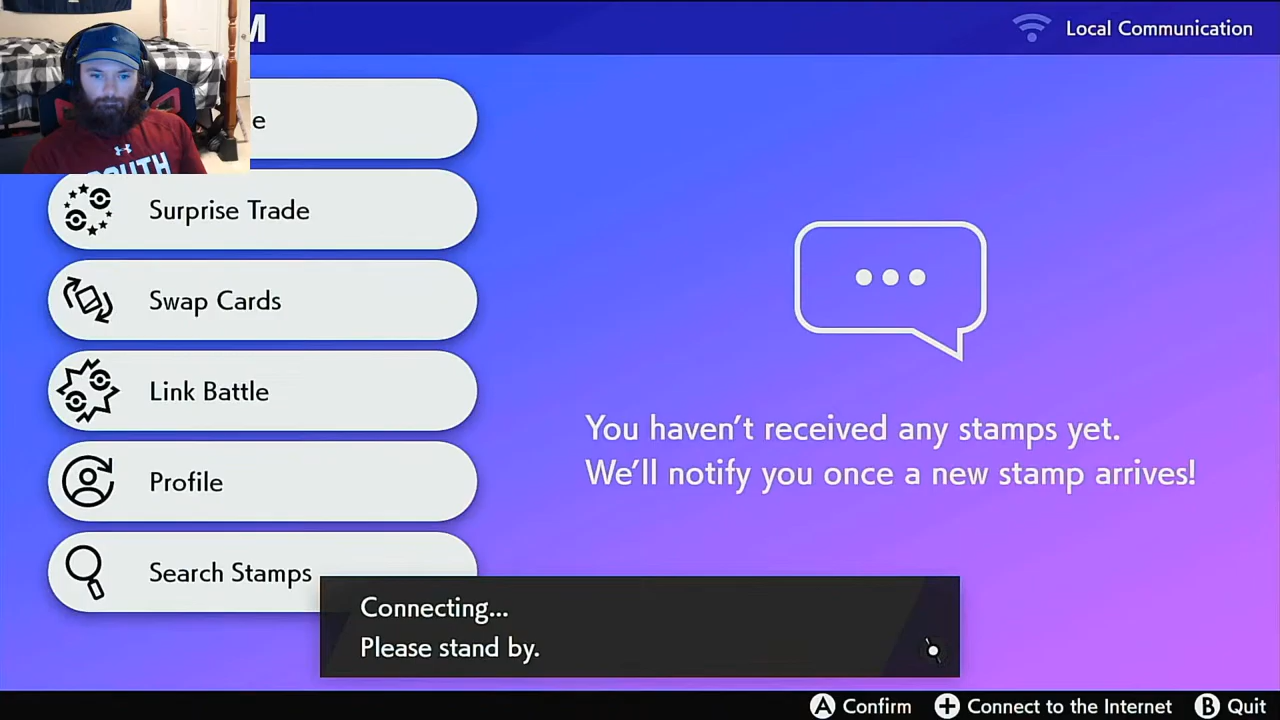 M
Local Communication
e
Surprise Trade
Swap Cards
Link Battle
Profile
Search Stamps
You haven't received any stamps yet.
We'll notify you once a new stamp arrives!
Connecting...
Please stand by.
A Confirm + Connect to the Internet B Quit